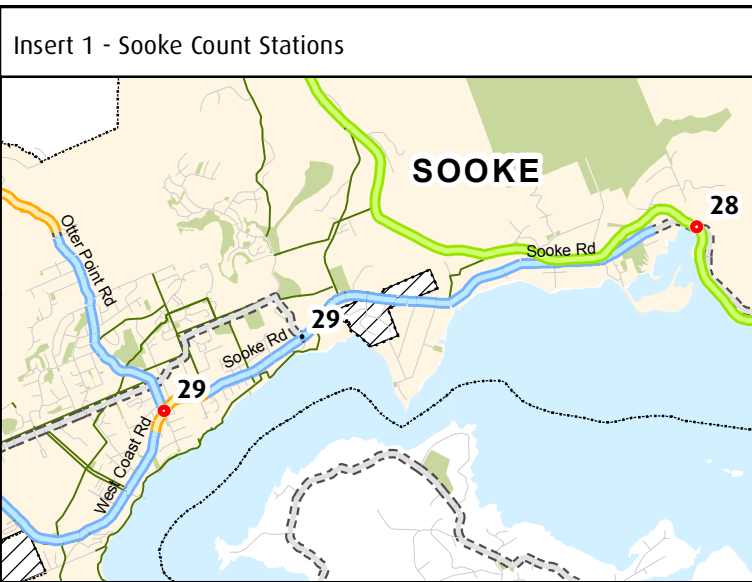 Insert 1 - Sooke Count Stations
SOOKE
28
Otter Point Rd
Sooke Rd
29
Sooke Rd
29
West Coast Rd